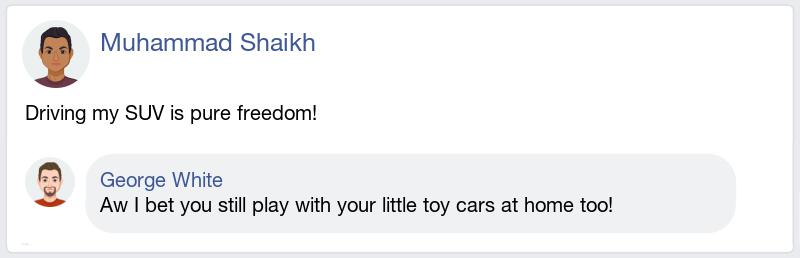 Muhammad Shaikh
Driving my SUV is pure freedom!
George White
Aw I bet you still play with your little toy cars at home too!